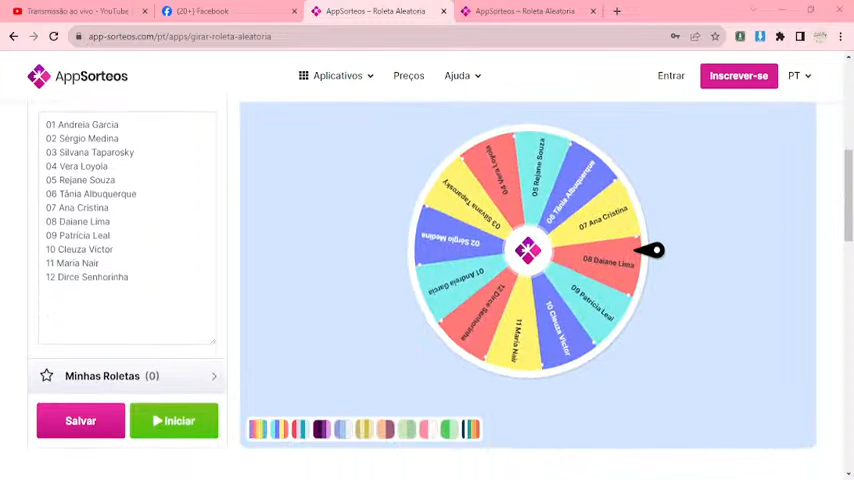 Transmissão ao vivo - YouTube
(20+) Facebook
AppSorteos – Roleta Aleatoria
AppSorteos – Roleta Aleatoria
app-sorteos.com/pt/apps/girar-roleta-aleatoria
AppSorteos
Aplicativos
Preços
Ajuda
Entrar
Inscrever-se
PT
01 Andreia Garcia
02 Sérgio Medina
03 Silvana Taparosky
04 Vera Loyola
05 Rejane Souza
06 Tânia Albuquerque
07 Ana Cristina
08 Daiane Lima
09 Patrícia Leal
10 Cleuza Victor
11 Maria Nair
12 Dirce Senhorinha
Minhas Roletas (0)
Salvar
Iniciar
01 Andreia Garcia
02 Sérgio Medina
03 Silvana Taparosky
04 Vera Loyola
05 Rejane Souza
06 Tânia Albuquerque
07 Ana Cristina
08 Daiane Lima
09 Patrícia Leal
10 Cleuza Victor
11 Maria Nair
12 Dirce Senhorinha